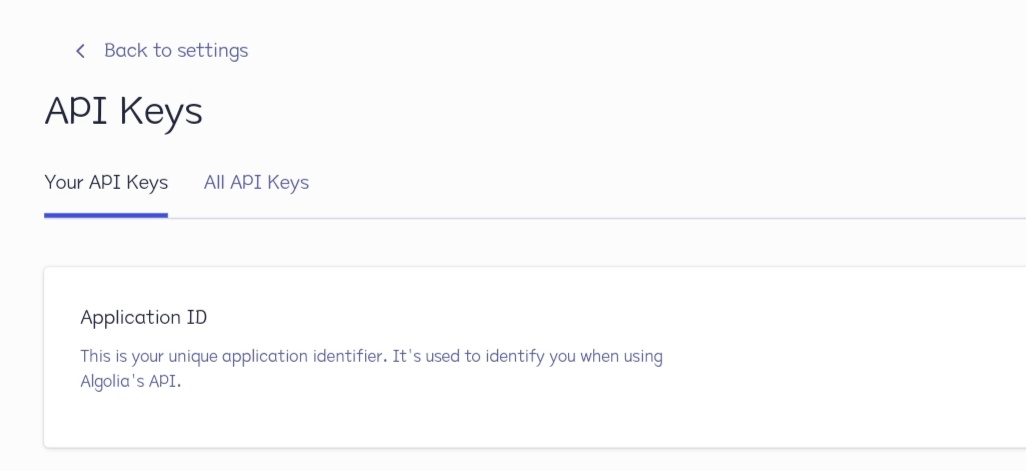 Back to settings
API Keys
Your API Keys All API Keys
Application ID
This is your unique application identifier. It's used to identify you when using
Algolia's API.